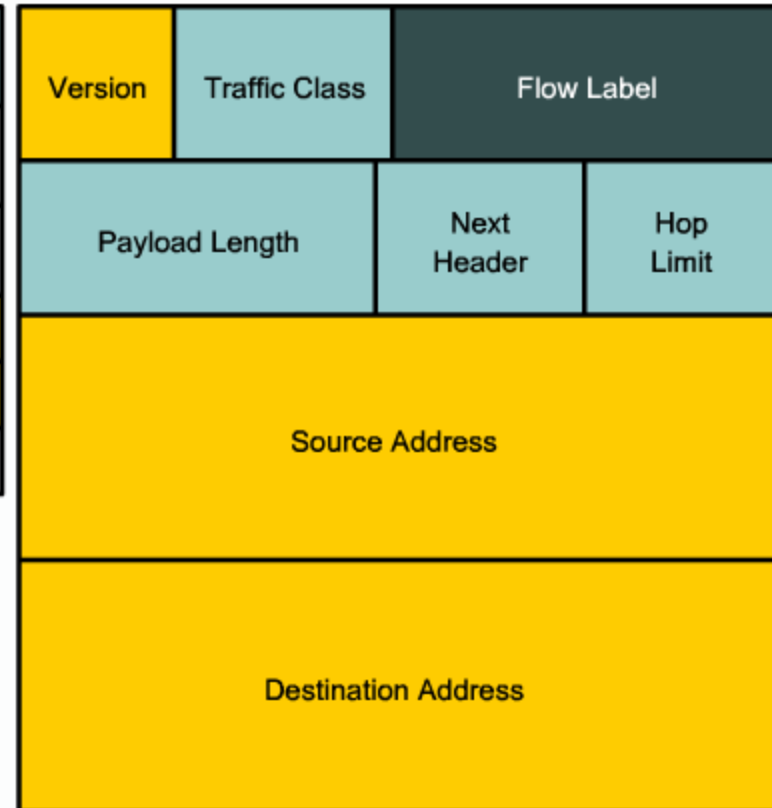 Version
Traffic Class
Flow Label
Payload Length
Next
Header
Hop
Limit
Source Address
Destination Address